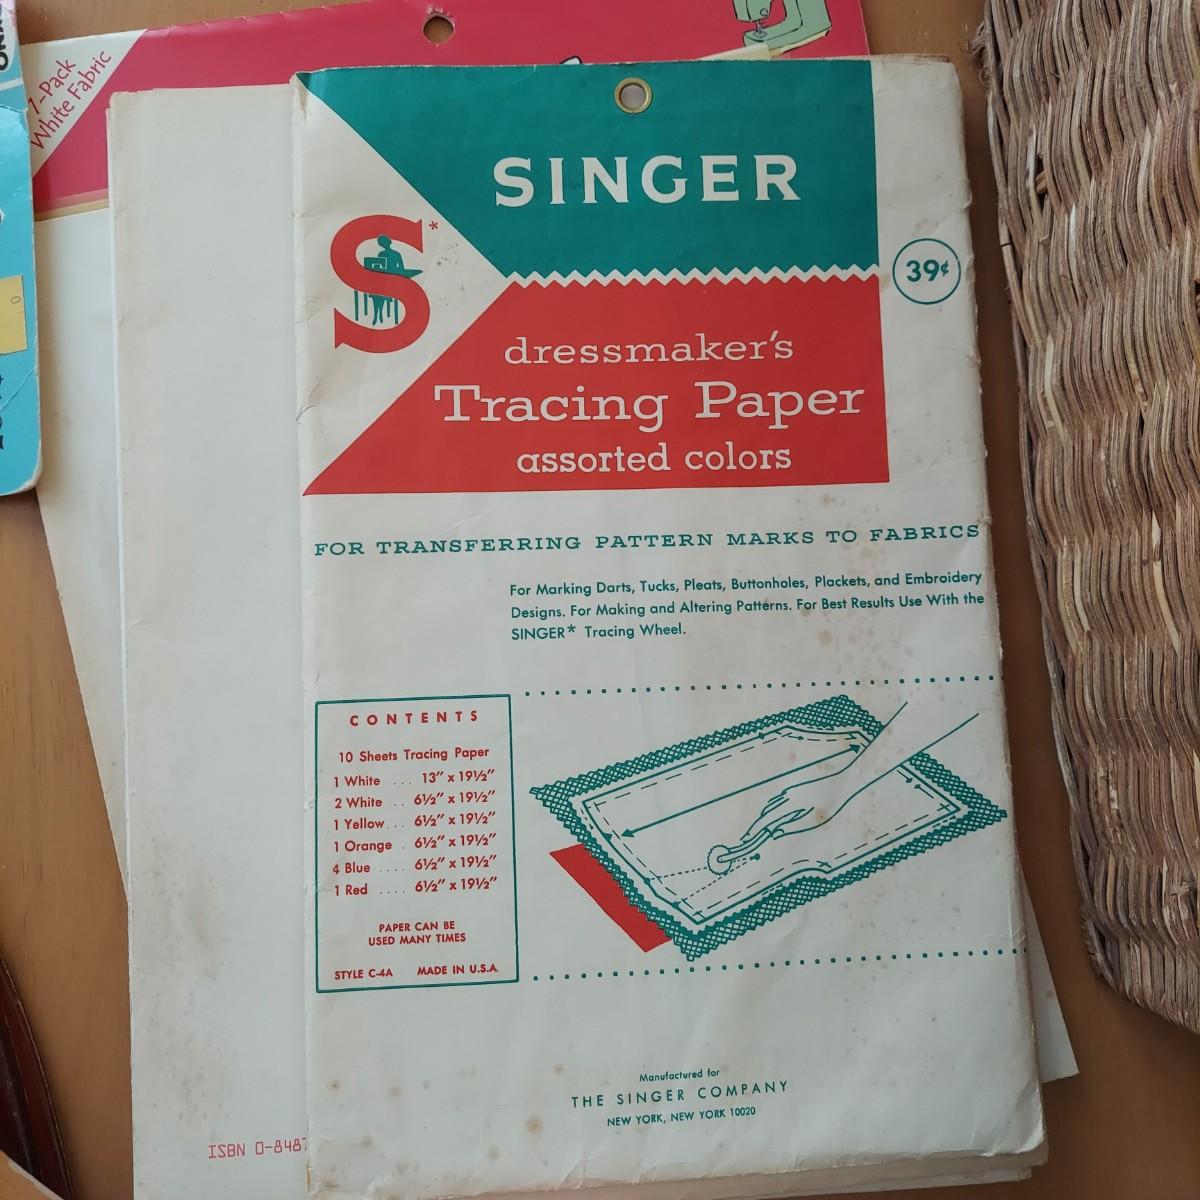 7-Pack
White Fabric
SINGER
S*
39¢
dressmaker's
Tracing Paper
assorted colors
FOR TRANSFERRING PATTERN MARKS TO FABRICS
For Marking Darts, Tucks, Pleats, Buttonholes, Plackets, and Embroidery
Designs. For Making and Altering Patterns. For Best Results Use With the
SINGER* Tracing Wheel.
CONTENTS
10 Sheets Tracing Paper
1 White ... 13" x 19½"
2 White .. 6½" x 19½"
1 Yellow ... 6½" x 19½"
1 Orange . 6½" x 19½"
4 Blue .... 6½" x 19½"
1 Red .... 6½" x 19½"
PAPER CAN BE
USED MANY TIMES
STYLE C-4A MADE IN U.S.A.
Manufactured for
THE SINGER COMPANY
NEW YORK, NEW YORK 10020
ISBN 0-8487